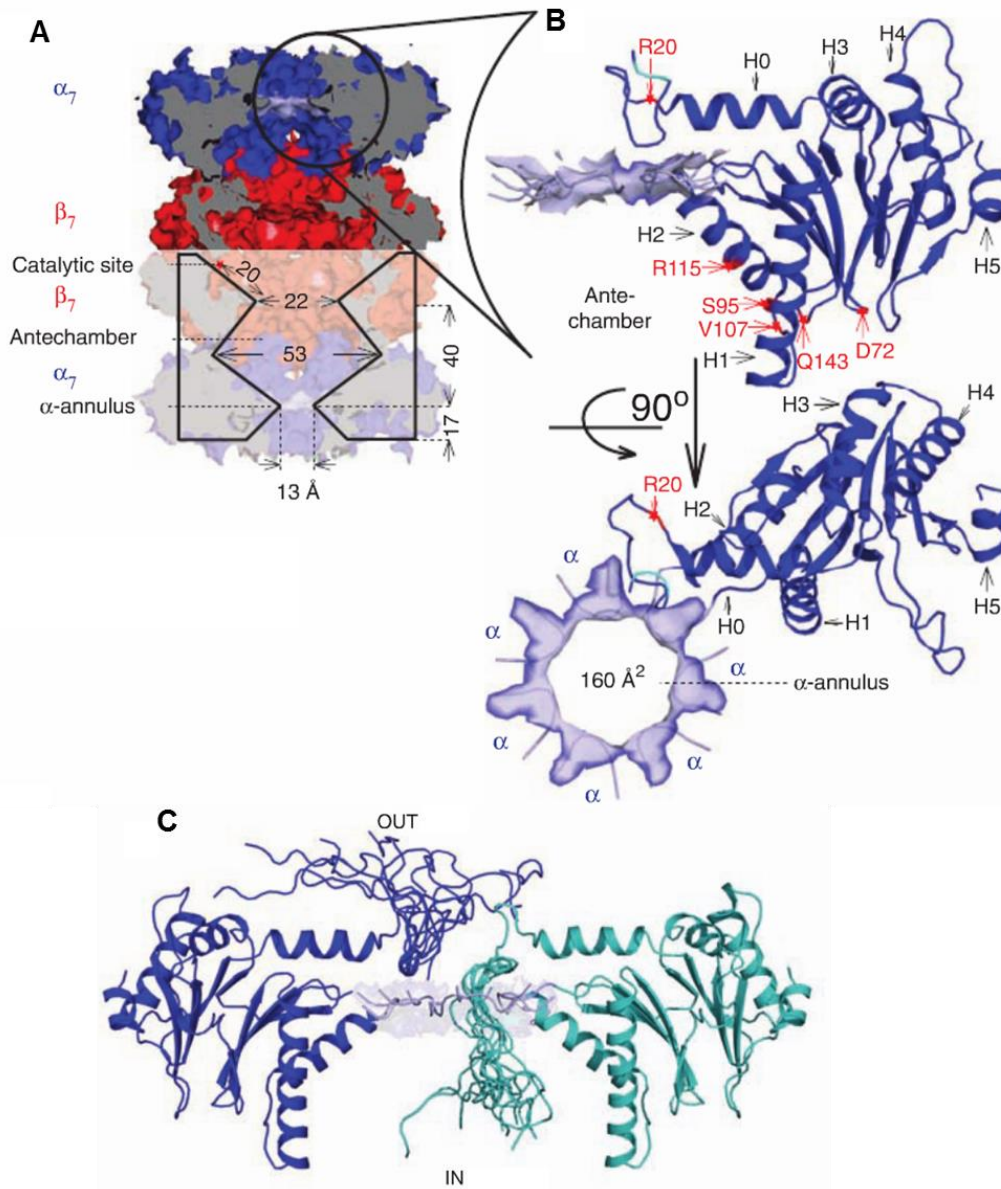 A
α7
β7
Catalytic site
β7
Antechamber
α7
α-annulus
20
22
53
40
17
13 Å
B
R20
H0
H3
H4
H2
H5
R115
Ante-
chamber
S95
V107
H1
Q143
D72
90o
H3
H4
R20
H2
α
H5
H0
H1
α
160 Å2
α
α-annulus
α
α
α
α
C
OUT
IN